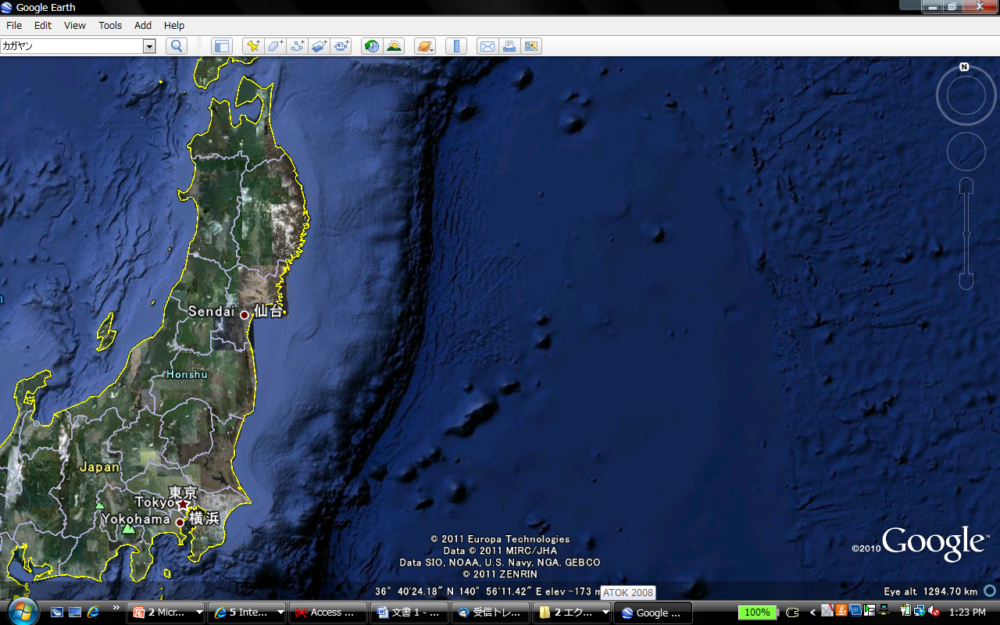 Google Earth
File Edit View Tools Add Help
カガヤン
N
Sendai 仙台
Honshu
Japan
東京
Tokyo
Yokohama 横浜
© 2011 Europa Technologies
Data © 2011 MIRC/JHA
Data SIO, NOAA, U.S. Navy, NGA, GEBCO
© 2011 ZENRIN
©2010 Google™
36° 40'24.18" N 140° 56'11.42" E elev -173 m
Eye alt 1294.70 km
ATOK 2008
» 2 Micr... 5 Inte... Access ... 文書 1 - ... 受信トレ... 2 エク... Google ... 100% 1:23 PM